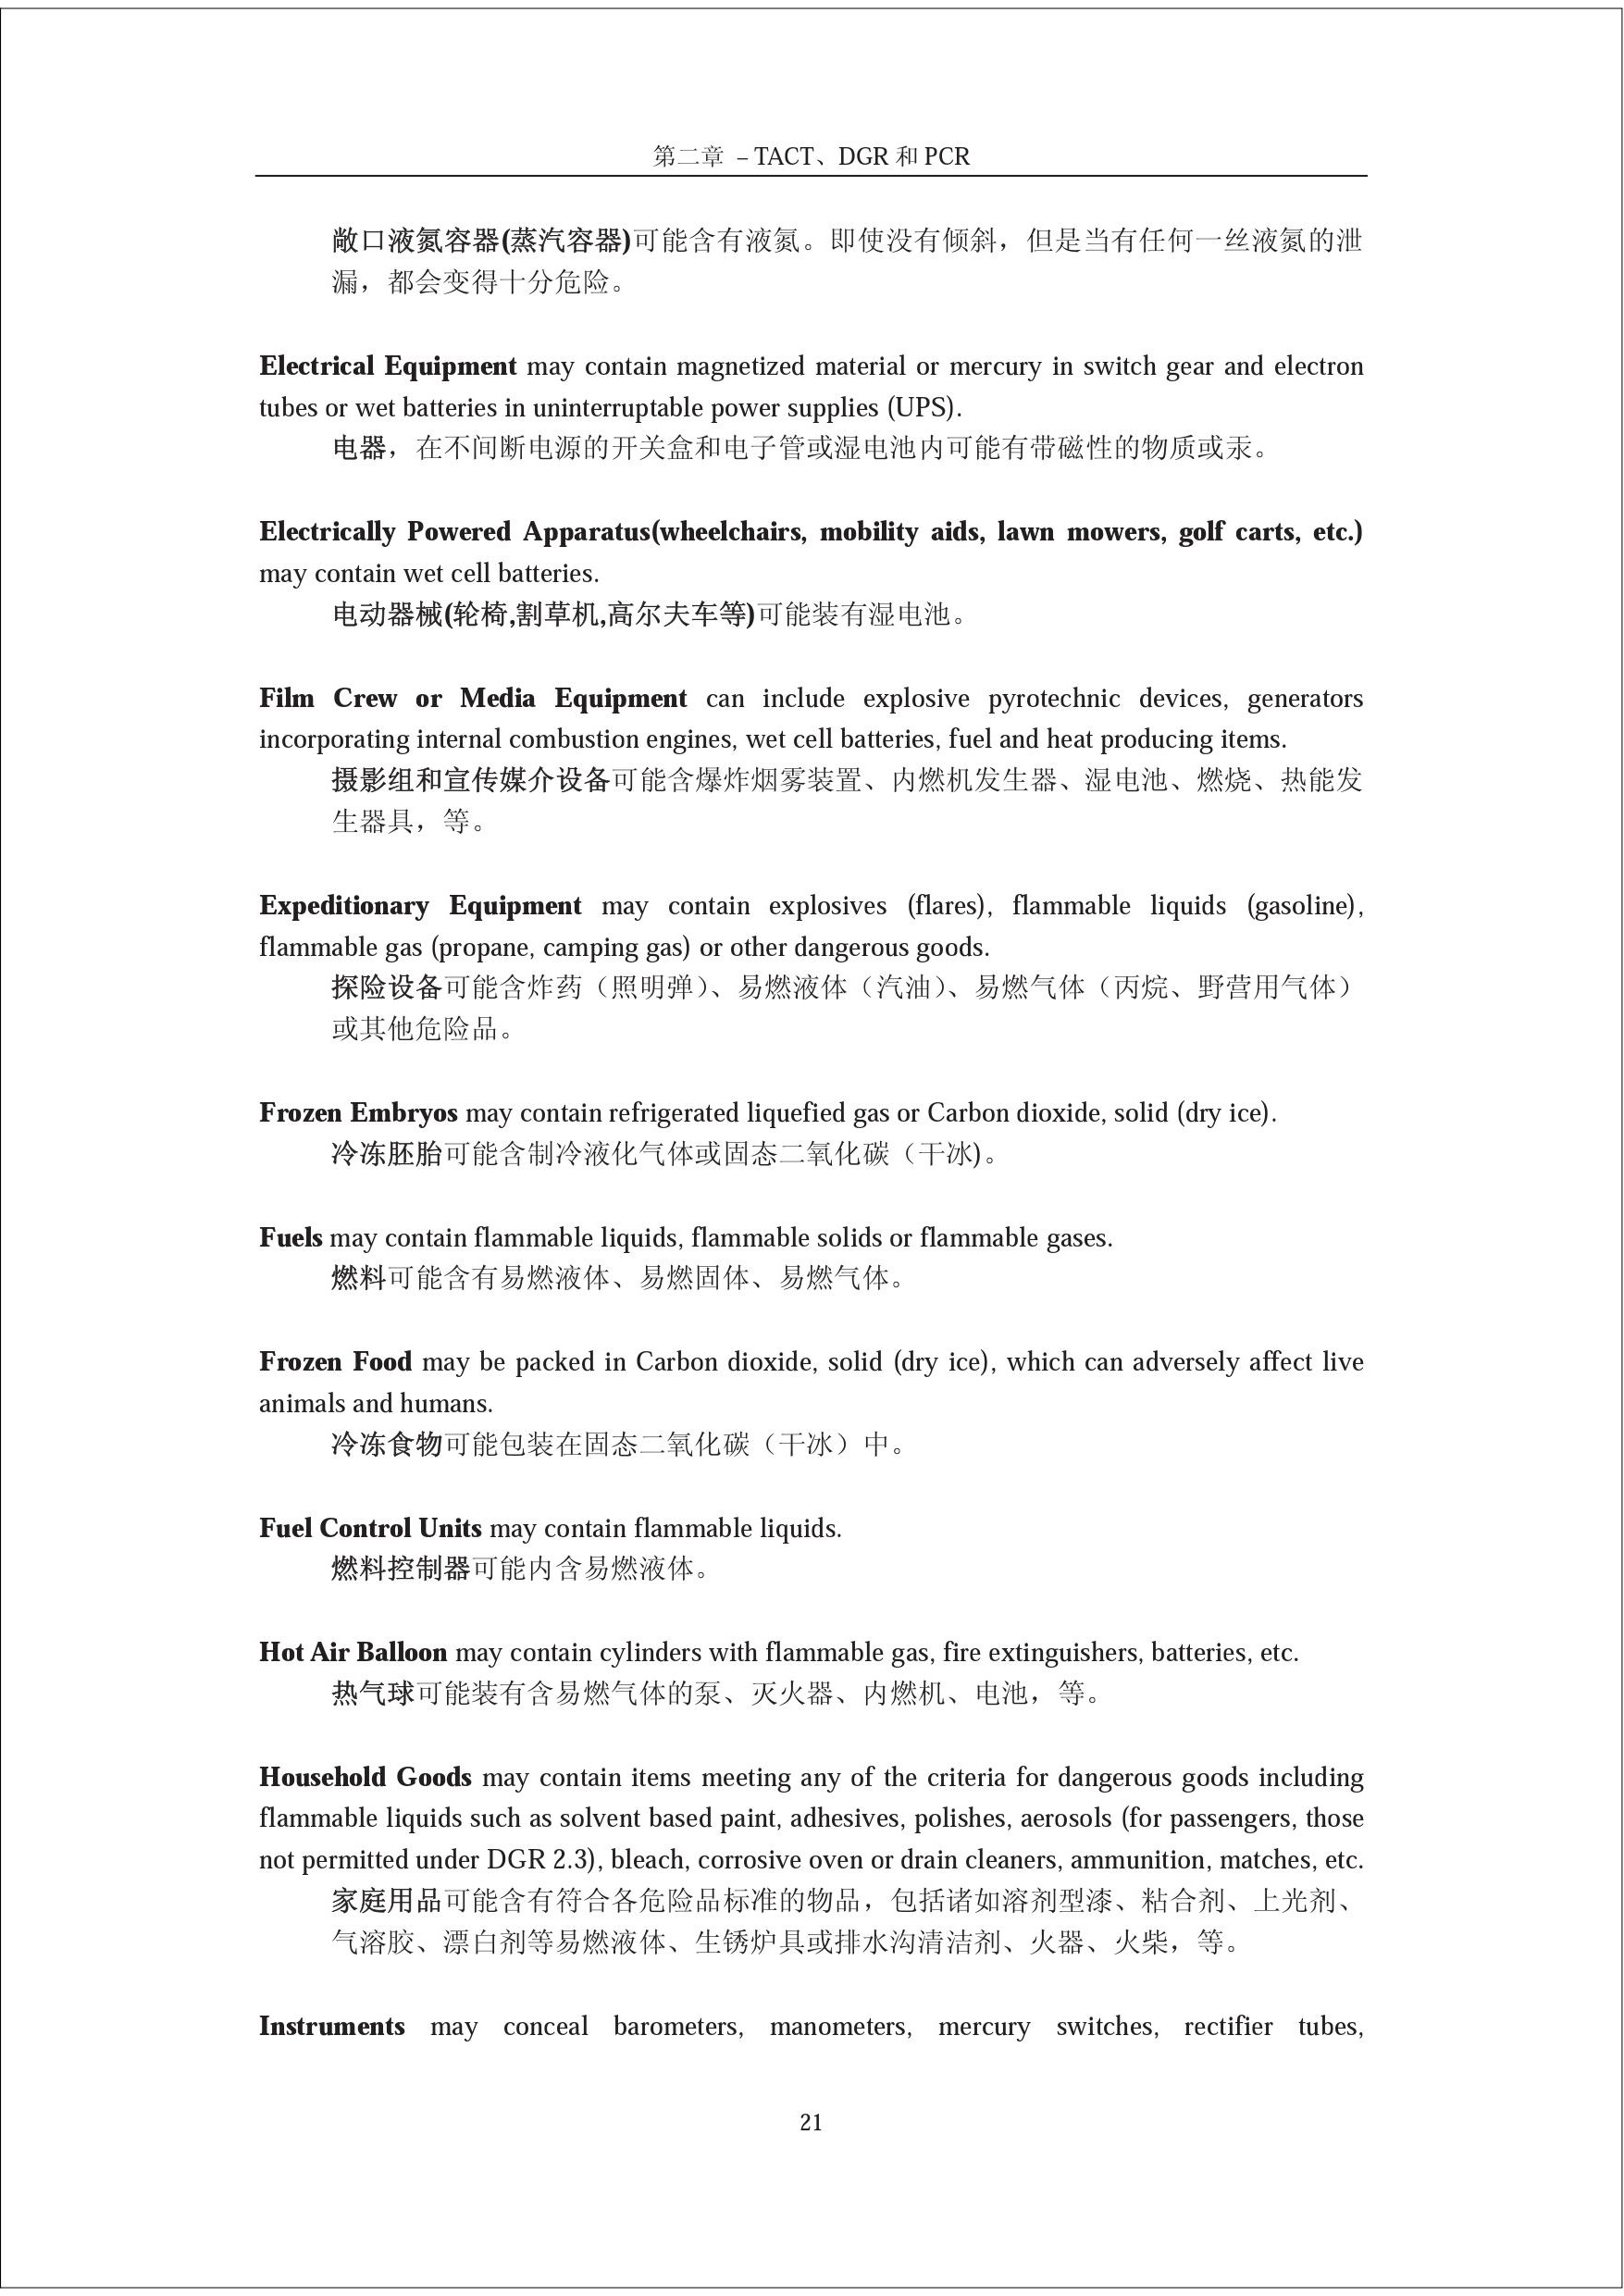 第二章 – TACT、DGR 和 PCR
敞口液氮容器(蒸汽容器)可能含有液氮。即使没有倾斜，但是当有任何一丝液氮的泄
漏，都会变得十分危险。
Electrical Equipment may contain magnetized material or mercury in switch gear and electron
tubes or wet batteries in uninterruptable power supplies (UPS).
电器，在不间断电源的开关盒和电子管或湿电池内可能有带磁性的物质或汞。
Electrically Powered Apparatus(wheelchairs, mobility aids, lawn mowers, golf carts, etc.)
may contain wet cell batteries.
电动器械(轮椅,割草机,高尔夫车等)可能装有湿电池。
Film Crew or Media Equipment can include explosive pyrotechnic devices, generators
incorporating internal combustion engines, wet cell batteries, fuel and heat producing items.
摄影组和宣传媒介设备可能含爆炸烟雾装置、内燃机发生器、湿电池、燃烧、热能发
生器具，等。
Expeditionary Equipment may contain explosives (flares), flammable liquids (gasoline),
flammable gas (propane, camping gas) or other dangerous goods.
探险设备可能含炸药（照明弹）、易燃液体（汽油）、易燃气体（丙烷、野营用气体）
或其他危险品。
Frozen Embryos may contain refrigerated liquefied gas or Carbon dioxide, solid (dry ice).
冷冻胚胎可能含制冷液化气体或固态二氧化碳（干冰)。
Fuels may contain flammable liquids, flammable solids or flammable gases.
燃料可能含有易燃液体、易燃固体、易燃气体。
Frozen Food may be packed in Carbon dioxide, solid (dry ice), which can adversely affect live
animals and humans.
冷冻食物可能包装在固态二氧化碳（干冰）中。
Fuel Control Units may contain flammable liquids.
燃料控制器可能内含易燃液体。
Hot Air Balloon may contain cylinders with flammable gas, fire extinguishers, batteries, etc.
热气球可能装有含易燃气体的泵、灭火器、内燃机、电池，等。
Household Goods may contain items meeting any of the criteria for dangerous goods including
flammable liquids such as solvent based paint, adhesives, polishes, aerosols (for passengers, those
not permitted under DGR 2.3), bleach, corrosive oven or drain cleaners, ammunition, matches, etc.
家庭用品可能含有符合各危险品标准的物品，包括诸如溶剂型漆、粘合剂、上光剂、
气溶胶、漂白剂等易燃液体、生锈炉具或排水沟清洁剂、火器、火柴，等。
Instruments may conceal barometers, manometers, mercury switches, rectifier tubes,
21